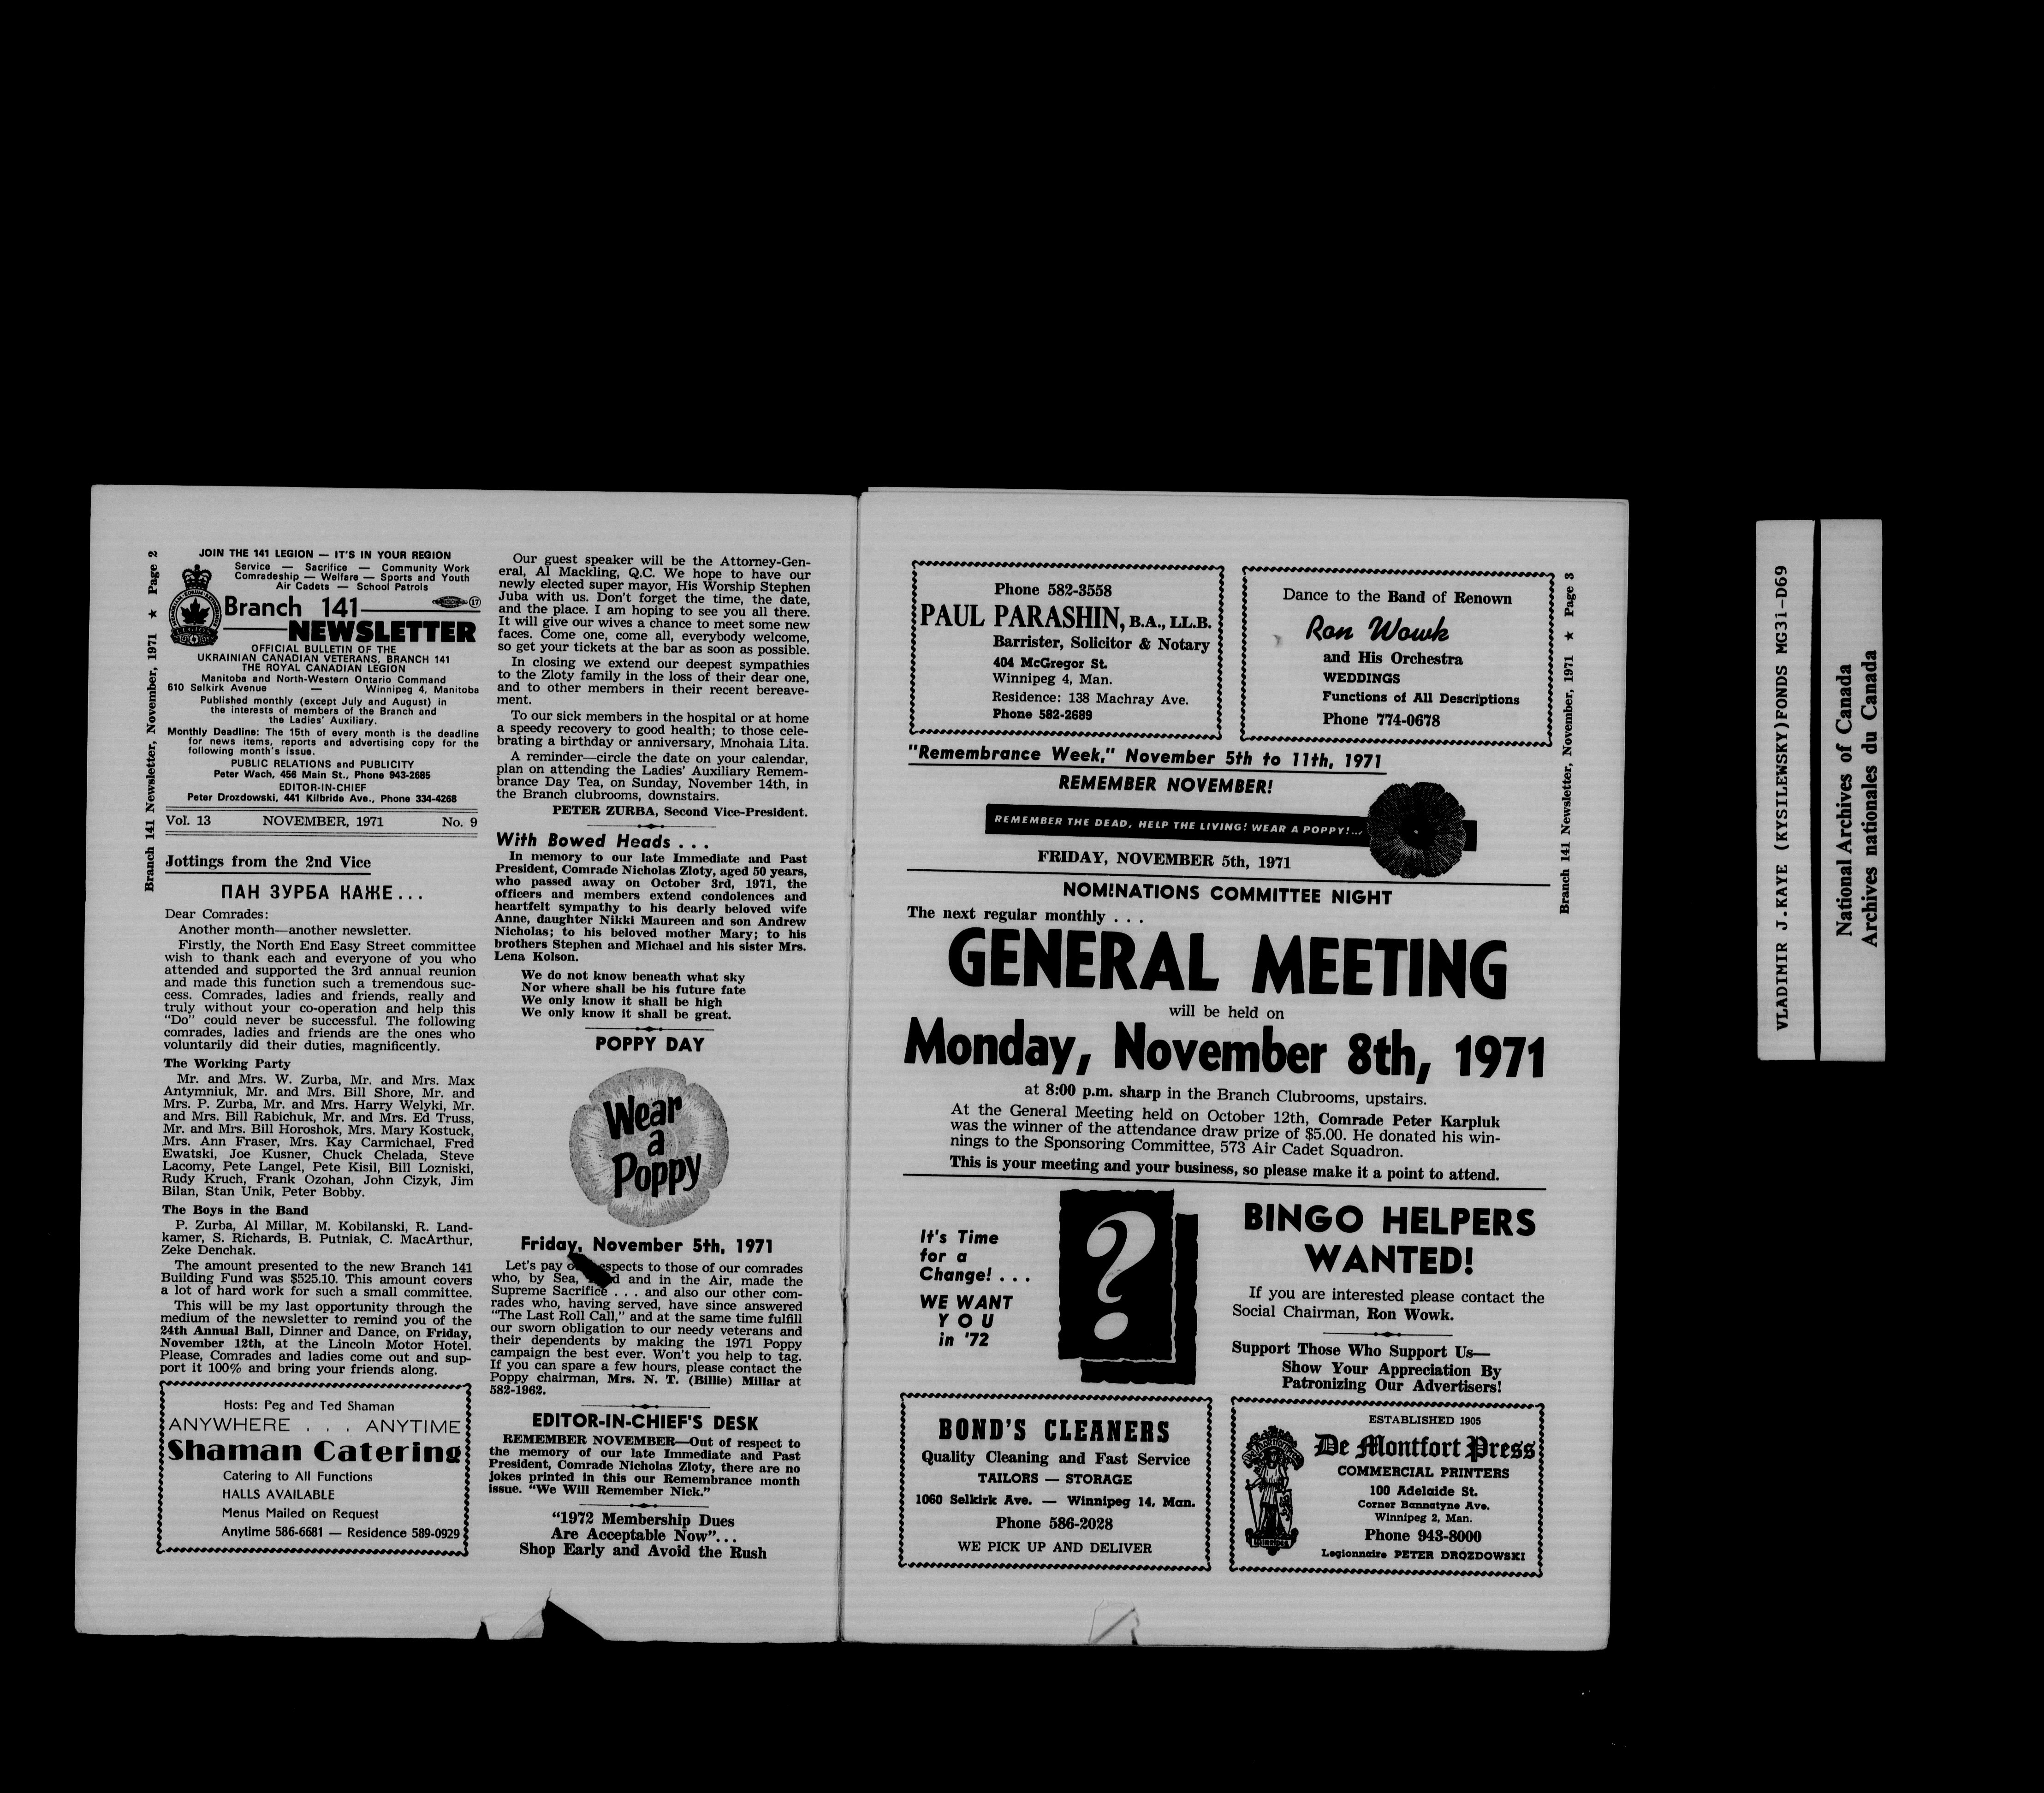 Branch 141 Newsletter, November, 1971 ★ Page 2
JOIN THE 141 LEGION — IT'S IN YOUR REGION
Service — Sacrifice — Community Work
Comradeship — Welfare — Sports and Youth
Air Cadets — School Patrols
Branch 141
NEWSLETTER
OFFICIAL BULLETIN OF THE
UKRAINIAN CANADIAN VETERANS, BRANCH 141
THE ROYAL CANADIAN LEGION
Manitoba and North-Western Ontario Command
610 Selkirk Avenue — Winnipeg 4, Manitoba
Published monthly (except July and August) in
the interests of members of the Branch and
the Ladies' Auxiliary.
Monthly Deadline: The 15th of every month is the deadline
for news items, reports and advertising copy for the
following month's issue.
PUBLIC RELATIONS and PUBLICITY
Peter Wach, 456 Main St., Phone 943-2685
EDITOR-IN-CHIEF
Peter Drozdowski, 441 Kilbride Ave., Phone 334-4268
Vol. 13 NOVEMBER, 1971 No. 9
Jottings from the 2nd Vice
ПАН ЗУРБА КАЖЕ...
Dear Comrades:
Another month—another newsletter.
Firstly, the North End Easy Street committee
wish to thank each and everyone of you who
attended and supported the 3rd annual reunion
and made this function such a tremendous suc-
cess. Comrades, ladies and friends, really and
truly without your co-operation and help this
"Do" could never be successful. The following
comrades, ladies and friends are the ones who
voluntarily did their duties, magnificently.
The Working Party
Mr. and Mrs. W. Zurba, Mr. and Mrs. Max
Antymniuk, Mr. and Mrs. Bill Shore, Mr. and
Mrs. P. Zurba, Mr. and Mrs. Harry Welyki, Mr.
and Mrs. Bill Rabichuk, Mr. and Mrs. Ed Truss,
Mr. and Mrs. Bill Horoshok, Mrs. Mary Kostuck,
Mrs. Ann Fraser, Mrs. Kay Carmichael, Fred
Ewatski, Joe Kusner, Chuck Chelada, Steve
Lacomy, Pete Langel, Pete Kisil, Bill Lozniski,
Rudy Kruch, Frank Ozohan, John Cizyk, Jim
Bilan, Stan Unik, Peter Bobby.
The Boys in the Band
P. Zurba, Al Millar, M. Kobilanski, R. Land-
kamer, S. Richards, B. Putniak, C. MacArthur,
Zeke Denchak.
The amount presented to the new Branch 141
Building Fund was $525.10. This amount covers
a lot of hard work for such a small committee.
This will be my last opportunity through the
medium of the newsletter to remind you of the
24th Annual Ball, Dinner and Dance, on Friday,
November 12th, at the Lincoln Motor Hotel.
Please, Comrades and ladies come out and sup-
port it 100% and bring your friends along.
Hosts: Peg and Ted Shaman
ANYWHERE . . . ANYTIME
Shaman Catering
Catering to All Functions
HALLS AVAILABLE
Menus Mailed on Request
Anytime 586-6681 — Residence 589-0929
Our guest speaker will be the Attorney-Gen-
eral, Al Mackling, Q.C. We hope to have our
newly elected super mayor, His Worship Stephen
Juba with us. Don't forget the time, the date,
and the place. I am hoping to see you all there.
It will give our wives a chance to meet some new
faces. Come one, come all, everybody welcome,
so get your tickets at the bar as soon as possible.
In closing we extend our deepest sympathies
to the Zloty family in the loss of their dear one,
and to other members in their recent bereave-
ment.
To our sick members in the hospital or at home
a speedy recovery to good health; to those cele-
brating a birthday or anniversary, Mnohaia Lita.
A reminder—circle the date on your calendar,
plan on attending the Ladies' Auxiliary Remem-
brance Day Tea, on Sunday, November 14th, in
the Branch clubrooms, downstairs.
PETER ZURBA, Second Vice-President.
With Bowed Heads . . .
In memory to our late Immediate and Past
President, Comrade Nicholas Zloty, aged 50 years,
who passed away on October 3rd, 1971, the
officers and members extend condolences and
heartfelt sympathy to his dearly beloved wife
Anne, daughter Nikki Maureen and son Andrew
Nicholas; to his beloved mother Mary; to his
brothers Stephen and Michael and his sister Mrs.
Lena Kolson.
We do not know beneath what sky
Nor where shall be his future fate
We only know it shall be high
We only know it shall be great.
POPPY DAY
Wear
a
Poppy
Friday, November 5th, 1971
Let's pay espects to those of our comrades
who, by Sea, and in the Air, made the
Supreme Sacrifice . . . and also our other com-
rades who, having served, have since answered
"The Last Roll Call," and at the same time fulfill
our sworn obligation to our needy veterans and
their dependents by making the 1971 Poppy
campaign the best ever. Won't you help to tag.
If you can spare a few hours, please contact the
Poppy chairman, Mrs. N. T. (Billie) Millar at
582-1962.
EDITOR-IN-CHIEF'S DESK
REMEMBER NOVEMBER—Out of respect to
the memory of our late Immediate and Past
President, Comrade Nicholas Zloty, there are no
jokes printed in this our Remembrance month
issue. "We Will Remember Nick."
"1972 Membership Dues
Are Acceptable Now"...
Shop Early and Avoid the Rush
Phone 582-3558
PAUL PARASHIN, B.A., LL.B.
Barrister, Solicitor & Notary
404 McGregor St.
Winnipeg 4, Man.
Residence: 138 Machray Ave.
Phone 582-2689
Dance to the Band of Renown
Ron Wowk
and His Orchestra
WEDDINGS
Functions of All Descriptions
Phone 774-0678
Branch 141 Newsletter, November, 1971 ★ Page 3
"Remembrance Week," November 5th to 11th, 1971
REMEMBER NOVEMBER!
REMEMBER THE DEAD, HELP THE LIVING! WEAR A POPPY!...
FRIDAY, NOVEMBER 5th, 1971
NOMINATIONS COMMITTEE NIGHT
The next regular monthly . . .
GENERAL MEETING
will be held on
Monday, November 8th, 1971
at 8:00 p.m. sharp in the Branch Clubrooms, upstairs.
At the General Meeting held on October 12th, Comrade Peter Karpluk
was the winner of the attendance draw prize of $5.00. He donated his win-
nings to the Sponsoring Committee, 573 Air Cadet Squadron.
This is your meeting and your business, so please make it a point to attend.
It's Time
for a
Change! . . .
WE WANT
Y O U
in '72
?
BINGO HELPERS
WANTED!
If you are interested please contact the
Social Chairman, Ron Wowk.
Support Those Who Support Us—
Show Your Appreciation By
Patronizing Our Advertisers!
BOND'S CLEANERS
Quality Cleaning and Fast Service
TAILORS — STORAGE
1060 Selkirk Ave. — Winnipeg 14, Man.
Phone 586-2028
WE PICK UP AND DELIVER
ESTABLISHED 1905
De Montfort Press
COMMERCIAL PRINTERS
100 Adelaide St.
Corner Bannatyne Ave.
Winnipeg 2, Man.
Phone 943-8000
Legionnaire PETER DROZDOWSKI
VLADIMIR J.KAYE (KYSILEWSKY)FONDS MG31-D69
National Archives of Canada
Archives nationales du Canada